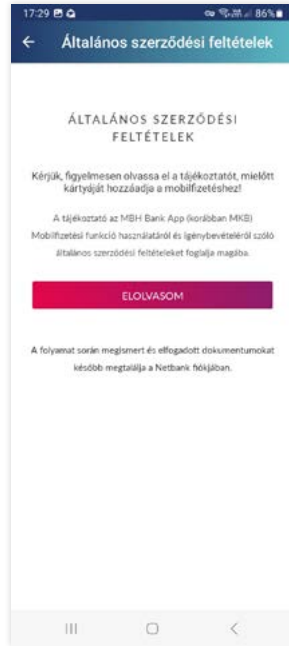 17:29 86%
Általános szerződési feltételek
ÁLTALÁNOS SZERZŐDÉSI
FELTÉTELEK
Kérjük, figyelmesen olvassa el a tájékoztatót, mielőtt
kártyáját hozzáadja a mobilfizetéshez!
A tájékoztató az MBH Bank App (korábban MKB)
Mobilfizetési funkció használatáról és igénybevételéről szóló
általános szerződési feltételeket foglalja magába.
ELOLVASOM
A folyamat során megismert és elfogadott dokumentumokat
később megtalálja a Netbank fiókjában.